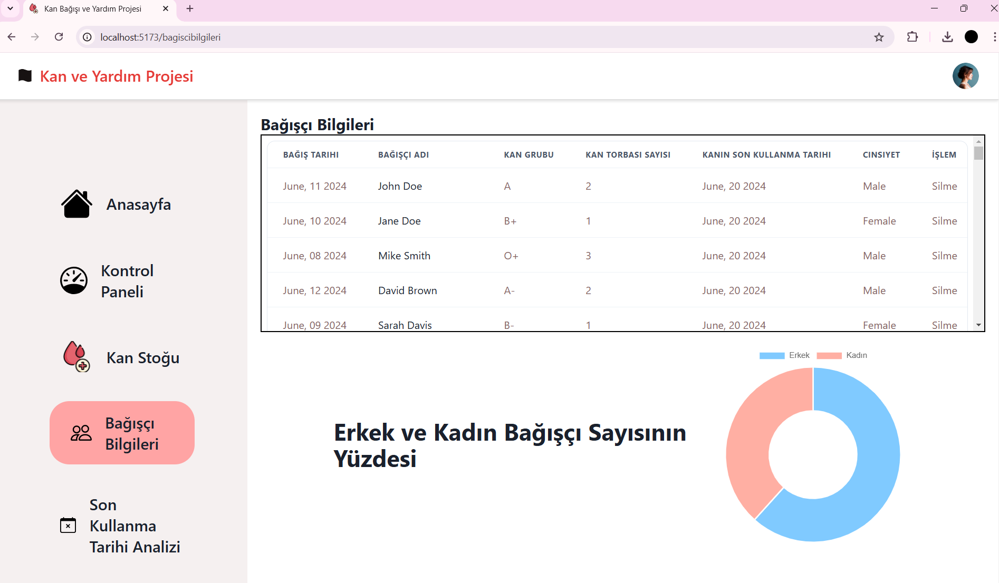 Kan Bağışı ve Yardım Projesi
localhost:5173/bagiscibilgileri
Kan ve Yardım Projesi
Anasayfa
Kontrol
Paneli
Kan Stoğu
Bağışçı
Bilgileri
Son
Kullanma
Tarihi Analizi
Bağışçı Bilgileri
BAĞIŞ TARIHI BAĞIŞÇI ADI KAN GRUBU KAN TORBASI SAYISI KANIN SON KULLANMA TARIHI CINSIYET İŞLEM
June, 11 2024 John Doe A 2 June, 20 2024 Male Silme
June, 10 2024 Jane Doe B+ 1 June, 20 2024 Female Silme
June, 08 2024 Mike Smith O+ 3 June, 20 2024 Male Silme
June, 12 2024 David Brown A- 2 June, 20 2024 Male Silme
June, 09 2024 Sarah Davis B- 1 June, 20 2024 Female Silme
Erkek Kadın
Erkek ve Kadın Bağışçı Sayısının
Yüzdesi